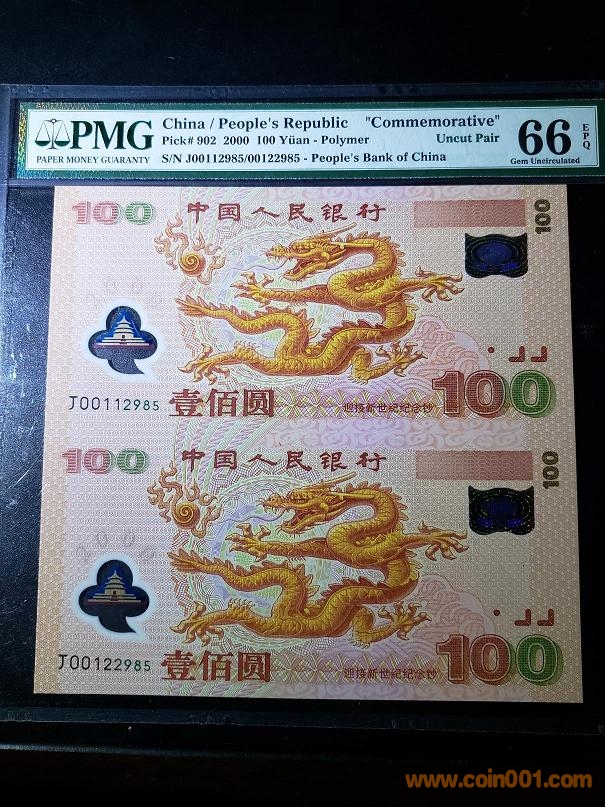 PMG
PAPER MONEY GUARANTY
China / People's Republic "Commemorative"
Pick# 902 2000 100 Yüan - Polymer Uncut Pair
S/N J00112985/00122985 - People's Bank of China
66 EPQ
Gem Uncirculated
100 中国人民银行 100
J00112985 壹佰圆 迎接新世纪纪念钞 100
100 中国人民银行 100
J00122985 壹佰圆 迎接新世纪纪念钞 100
www.coin001.com